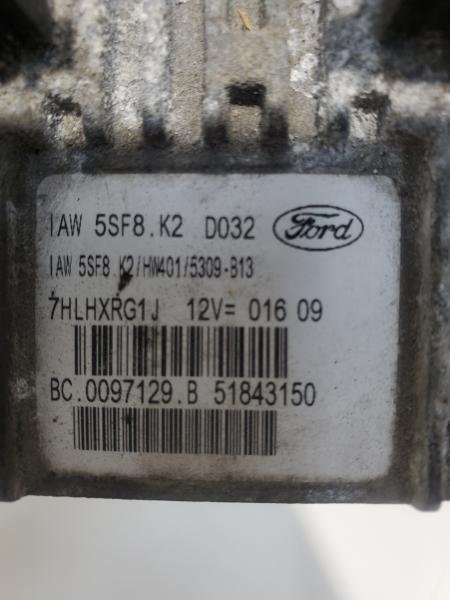 IAW 5SF8.K2 D032 Ford
IAW 5SF8.K2/HW401/5309-B13
7HLHXRG1J 12V= 016 09
BC.0097129.B 51843150